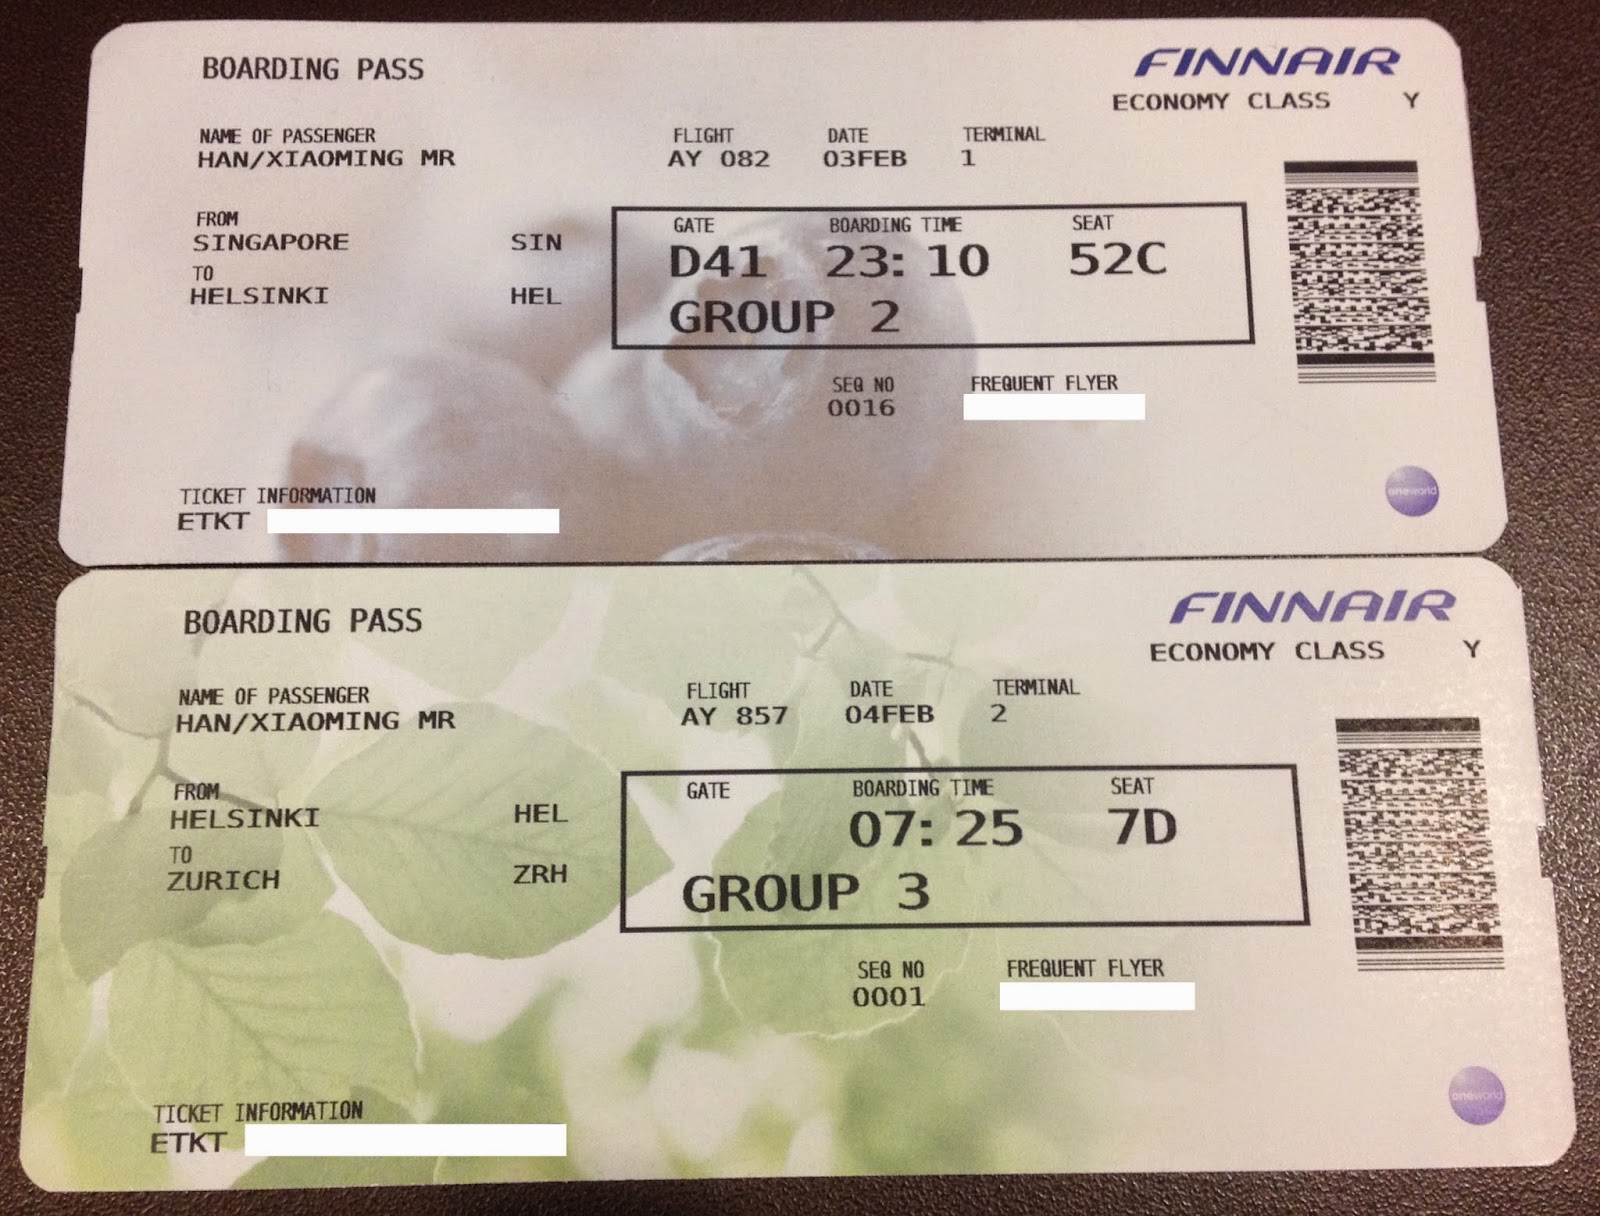 BOARDING PASS
FINNAIR
ECONOMY CLASS Y
NAME OF PASSENGER FLIGHT DATE TERMINAL
HAN/XIAOMING MR AY 082 03FEB 1
FROM
SINGAPORE SIN
TO
HELSINKI HEL
GATE BOARDING TIME SEAT
D41 23: 10 52C
GROUP 2
SEQ NO FREQUENT FLYER
0016
TICKET INFORMATION
ETKT
oneworld
BOARDING PASS
FINNAIR
ECONOMY CLASS Y
NAME OF PASSENGER FLIGHT DATE TERMINAL
HAN/XIAOMING MR AY 857 04FEB 2
FROM
HELSINKI HEL
TO
ZURICH ZRH
GATE BOARDING TIME SEAT
07: 25 7D
GROUP 3
SEQ NO FREQUENT FLYER
0001
TICKET INFORMATION
ETKT
oneworld